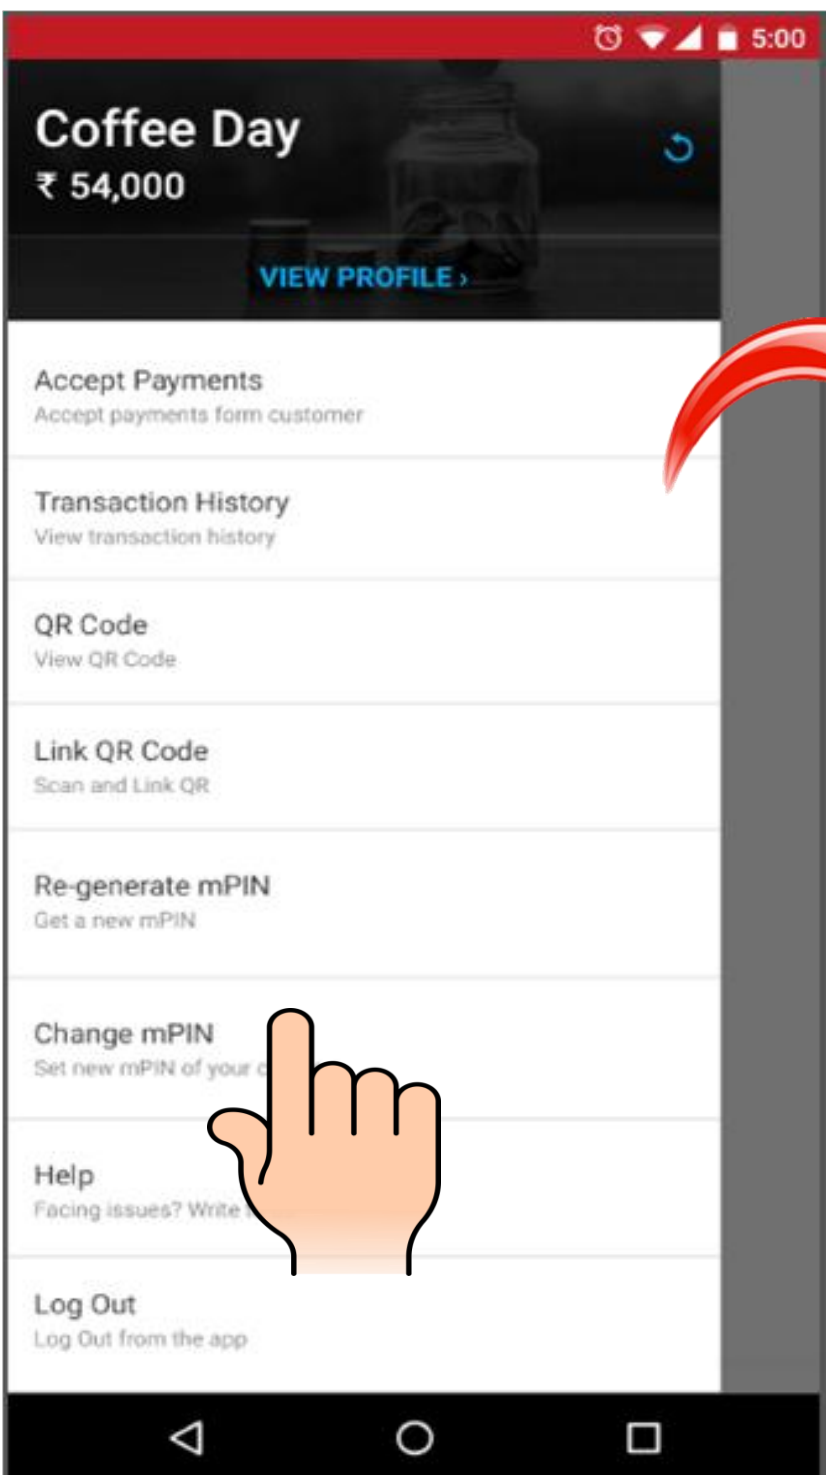 5:00
Coffee Day
₹ 54,000
VIEW PROFILE ›
Accept Payments
Accept payments form customer
Transaction History
View transaction history
QR Code
View QR Code
Link QR Code
Scan and Link QR
Re-generate mPIN
Get a new mPIN
Change mPIN
Set new mPIN of your
Help
Facing issues? Write
Log Out
Log Out from the app